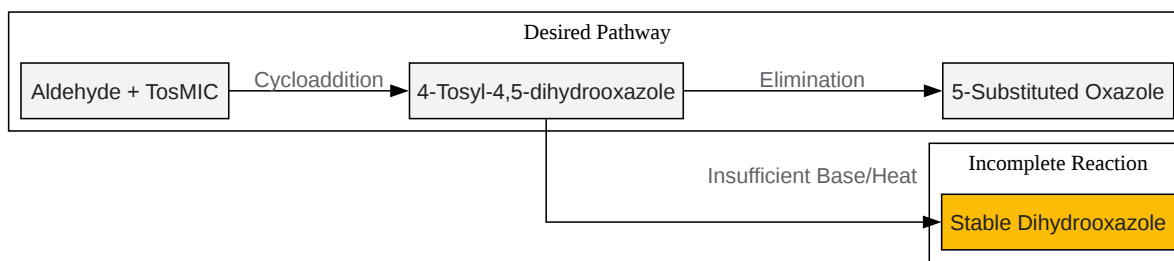 Desired Pathway
Aldehyde + TosMIC
Cycloaddition
4-Tosyl-4,5-dihydrooxazole
Elimination
5-Substituted Oxazole
Insufficient Base/Heat
Incomplete Reaction
Stable Dihydrooxazole